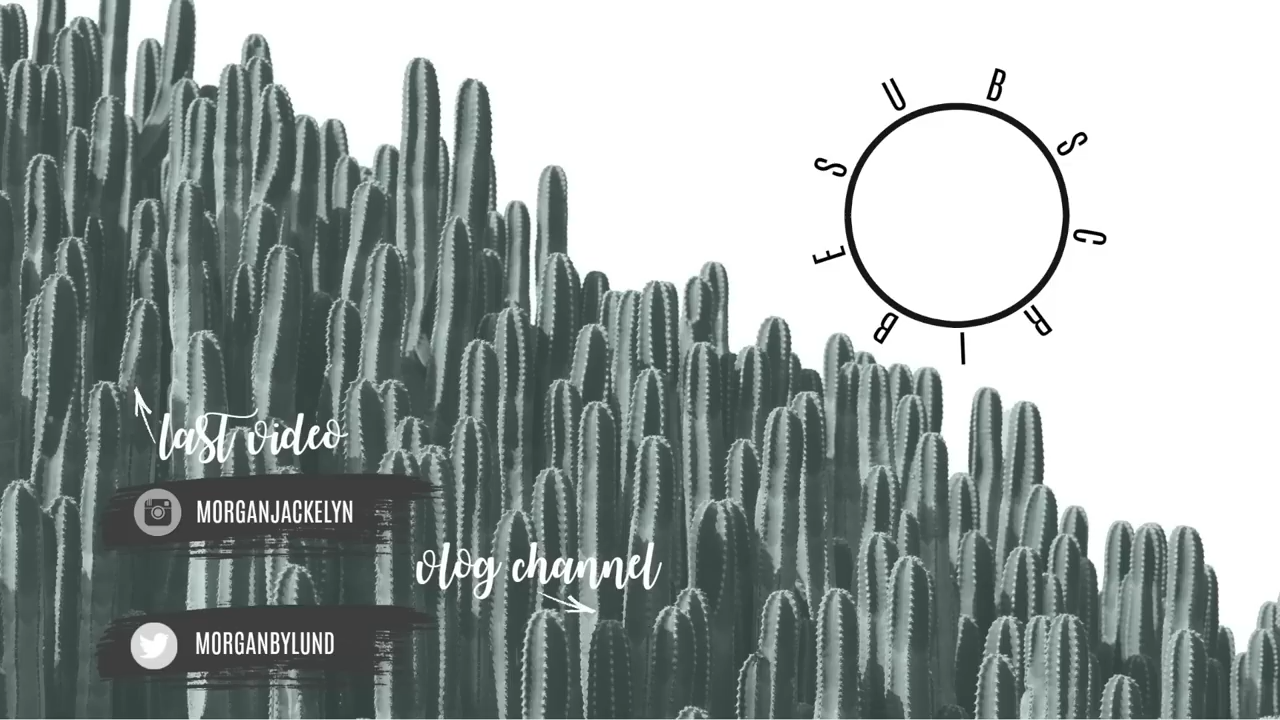 SUBSCRIBE
last video
MORGANJACKELYN
vlog channel
MORGANBYLUND